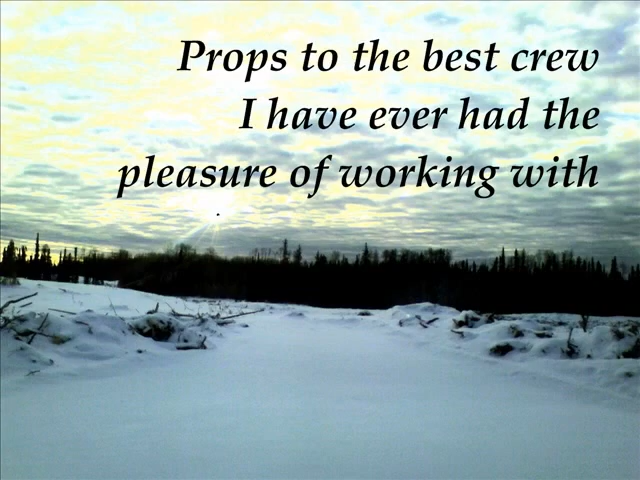 Props to the best crew
I have ever had the
pleasure of working with